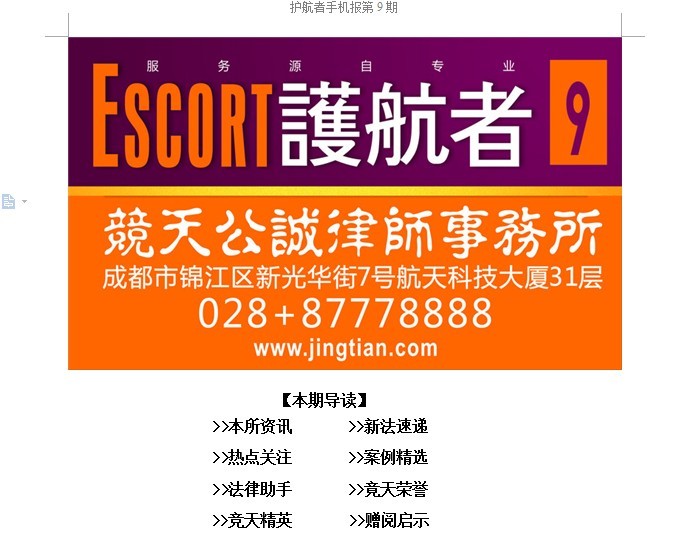 护航者手机报第 9 期
服务源自专业
ESCORT護航者 9
競天公誠律師事務所
成都市锦江区新光华街7号航天科技大厦31层
028+87778888
www.jingtian.com
【本期导读】
>>本所资讯 >>新法速递
>>热点关注 >>案例精选
>>法律助手 >>竟天荣誉
>>竞天精英 >>赠阅启示